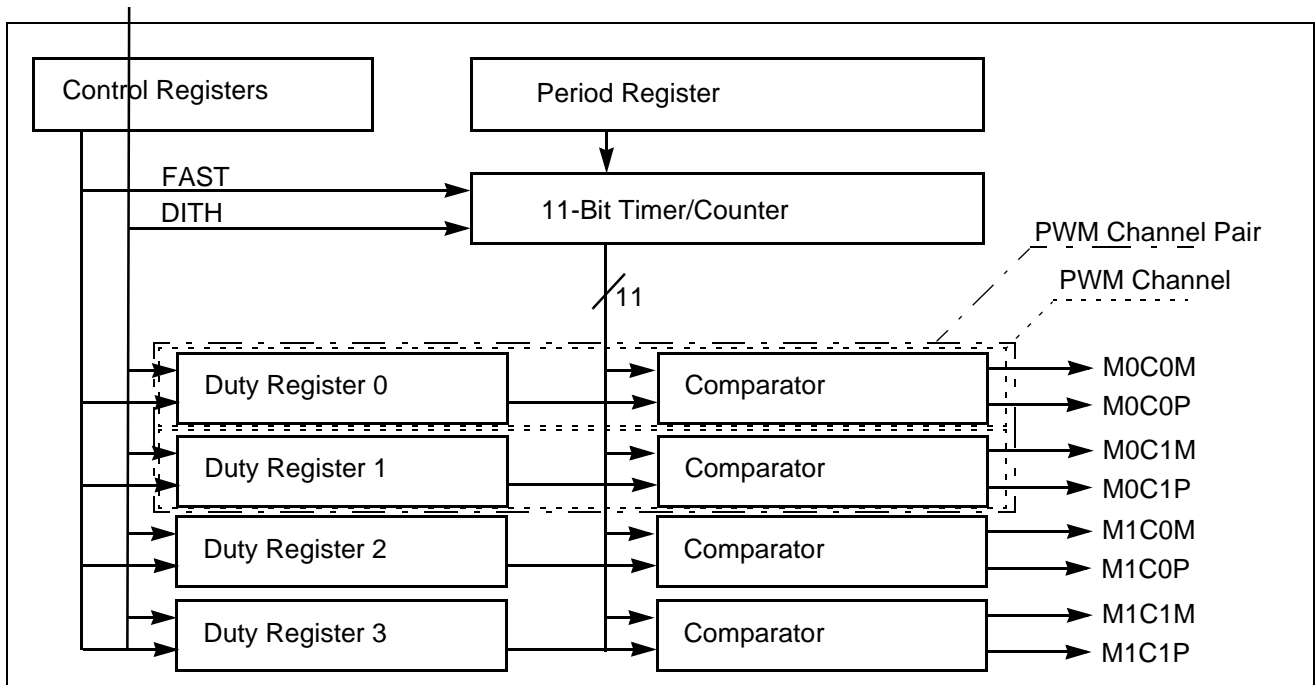 Control Registers
Period Register
FAST
DITH
11-Bit Timer/Counter
PWM Channel Pair
PWM Channel
11
Duty Register 0
Comparator
M0C0M
M0C0P
Duty Register 1
Comparator
M0C1M
M0C1P
Duty Register 2
Comparator
M1C0M
M1C0P
Duty Register 3
Comparator
M1C1M
M1C1P